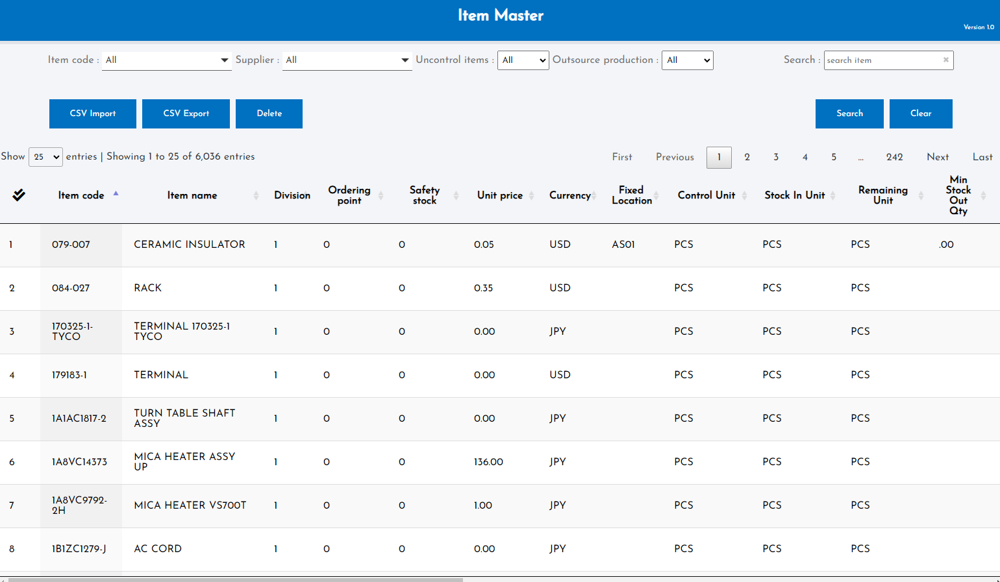 Item Master
Version 1.0
Item code : All Supplier : All Uncontrol items : All Outsource production : All Search : search item
CSV Import CSV Export Delete Search Clear
Show 25 entries | Showing 1 to 25 of 6,036 entries First Previous 1 2 3 4 5 ... 242 Next Last
Item code Item name Division Ordering point Safety stock Unit price Currency Fixed Location Control Unit Stock In Unit Remaining Unit Min Stock Out Qty
1 079-007 CERAMIC INSULATOR 1 0 0 0.05 USD AS01 PCS PCS PCS .00
2 084-027 RACK 1 0 0 0.35 USD PCS PCS PCS
3 170325-1-TYCO TERMINAL 170325-1 TYCO 1 0 0 0.00 JPY PCS PCS PCS
4 179183-1 TERMINAL 1 0 0 0.00 USD PCS PCS PCS
5 1A1AC1817-2 TURN TABLE SHAFT ASSY 1 0 0 0.00 JPY PCS PCS PCS
6 1A8VC14373 MICA HEATER ASSY UP 1 0 0 136.00 JPY PCS PCS PCS
7 1A8VC9792-2H MICA HEATER VS700T 1 0 0 1.00 JPY PCS PCS PCS
8 1B1ZC1279-J AC CORD 1 0 0 0.00 JPY PCS PCS PCS